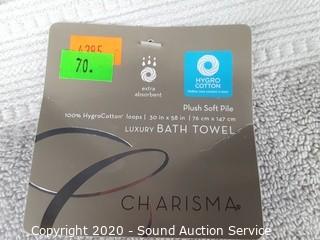 4285
70.
extra
absorbent
HYGRO
COTTON
Plush Soft Pile
100% HygroCotton® loops | 30 in x 58 in | 76 cm x 147 cm
LUXURY BATH TOWEL
CHARISMA®
Copyright 2020 - Sound Auction Service